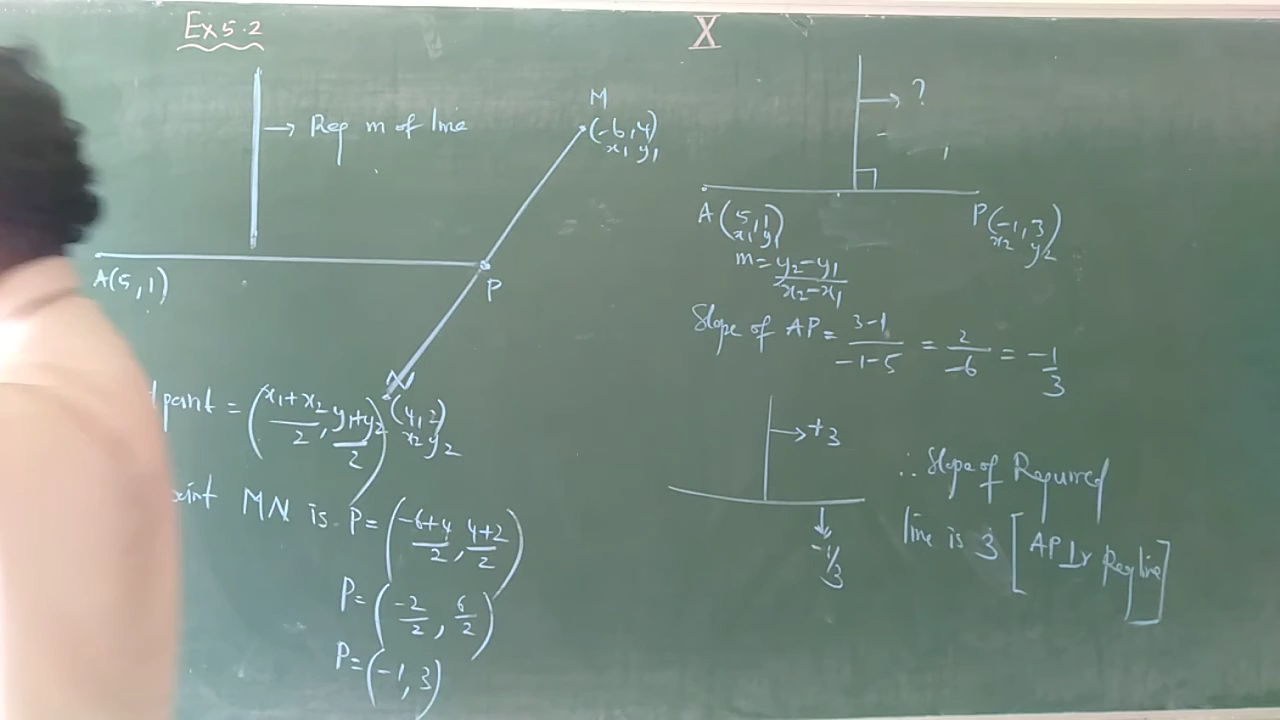 Ex 5.2
X
→ Req m of line
M
(-6, 4)
x₁ y₁
A(5, 1)
P
N
(4, 2)
x₂ y₂
point = (x₁+x₂/2, y₁+y₂/2)
MN is P = (-6+4/2, 4+2/2)
P = (-2/2, 6/2)
P = (-1, 3)
→ ?
A(5, 1)
x₁ y₁
P(-1, 3)
x₂ y₂
m = y₂-y₁/x₂-x₁
Slope of AP = 3-1/-1-5 = 2/-6 = -1/3
→ +3
↓
-1/3
∴ Slope of Required
line is 3 [AP ⊥r Req line]